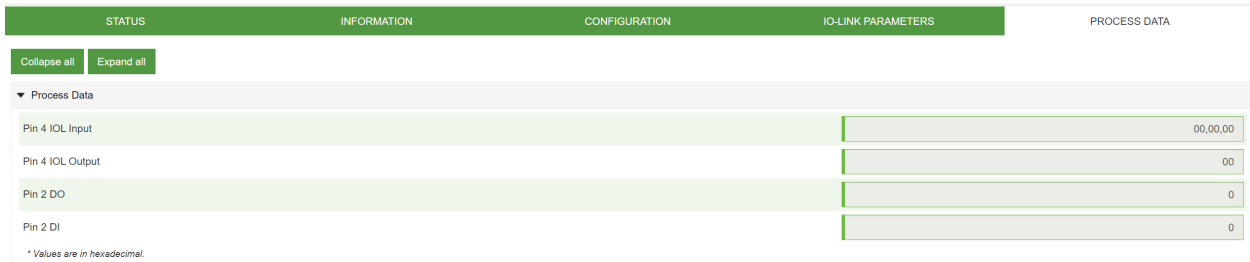 STATUS INFORMATION CONFIGURATION IO-LINK PARAMETERS PROCESS DATA
Collapse all Expand all
Process Data
Pin 4 IOL Input 00,00,00
Pin 4 IOL Output 00
Pin 2 DO 0
Pin 2 DI 0
* Values are in hexadecimal.